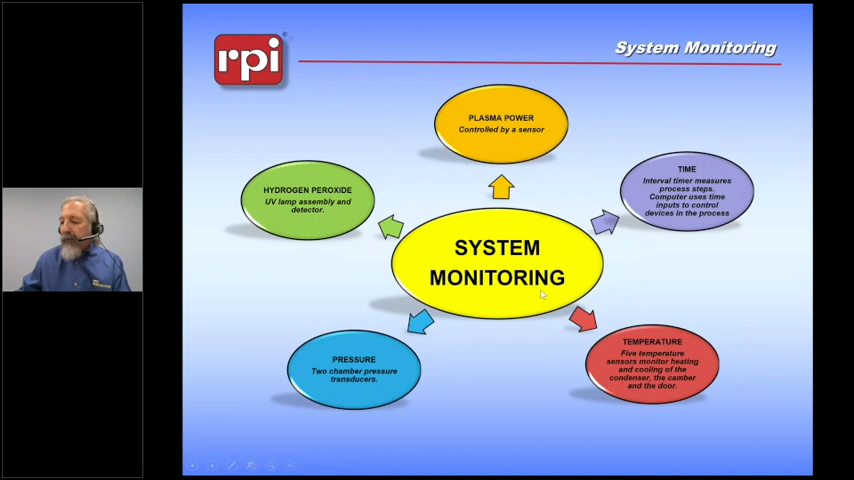 rpi
System Monitoring
PLASMA POWER
Controlled by a sensor
HYDROGEN PEROXIDE
UV lamp assembly and
detector.
TIME
Interval timer measures
process steps.
Computer uses time
inputs to control
devices in the process
SYSTEM
MONITORING
PRESSURE
Two chamber pressure
transducers.
TEMPERATURE
Five temperature
sensors monitor heating
and cooling of the
condenser, the camber
and the door.